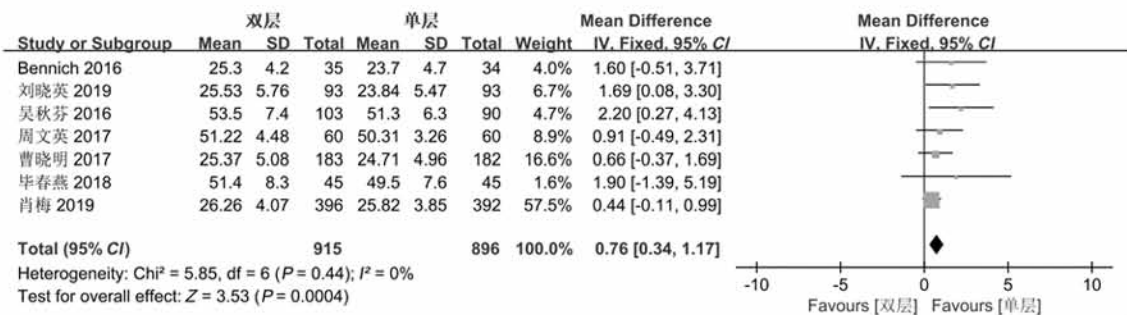 双层 单层 Mean Difference Mean Difference
Study or Subgroup Mean SD Total Mean SD Total Weight IV. Fixed, 95% CI IV. Fixed, 95% CI
Bennich 2016 25.3 4.2 35 23.7 4.7 34 4.0% 1.60 [-0.51, 3.71]
刘晓英 2019 25.53 5.76 93 23.84 5.47 93 6.7% 1.69 [0.08, 3.30]
吴秋芬 2016 53.5 7.4 103 51.3 6.3 90 4.7% 2.20 [0.27, 4.13]
周文英 2017 51.22 4.48 60 50.31 3.26 60 8.9% 0.91 [-0.49, 2.31]
曹晓明 2017 25.37 5.08 183 24.71 4.96 182 16.6% 0.66 [-0.37, 1.69]
毕春燕 2018 51.4 8.3 45 49.5 7.6 45 1.6% 1.90 [-1.39, 5.19]
肖梅 2019 26.26 4.07 396 25.82 3.85 392 57.5% 0.44 [-0.11, 0.99]
Total (95% CI) 915 896 100.0% 0.76 [0.34, 1.17]
Heterogeneity: Chi² = 5.85, df = 6 (P = 0.44); I² = 0%
Test for overall effect: Z = 3.53 (P = 0.0004)
-10 -5 0 5 10
Favours [双层] Favours [单层]